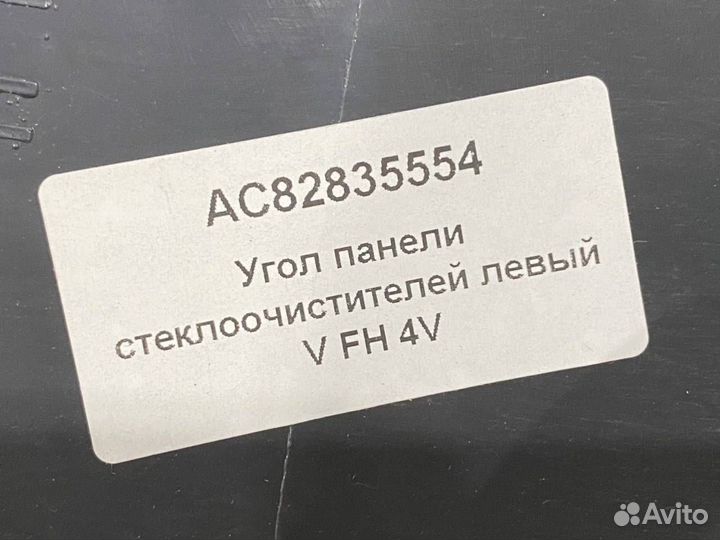 AC82835554
Угол панели
стеклоочистителей левый
V FH 4V
Avito